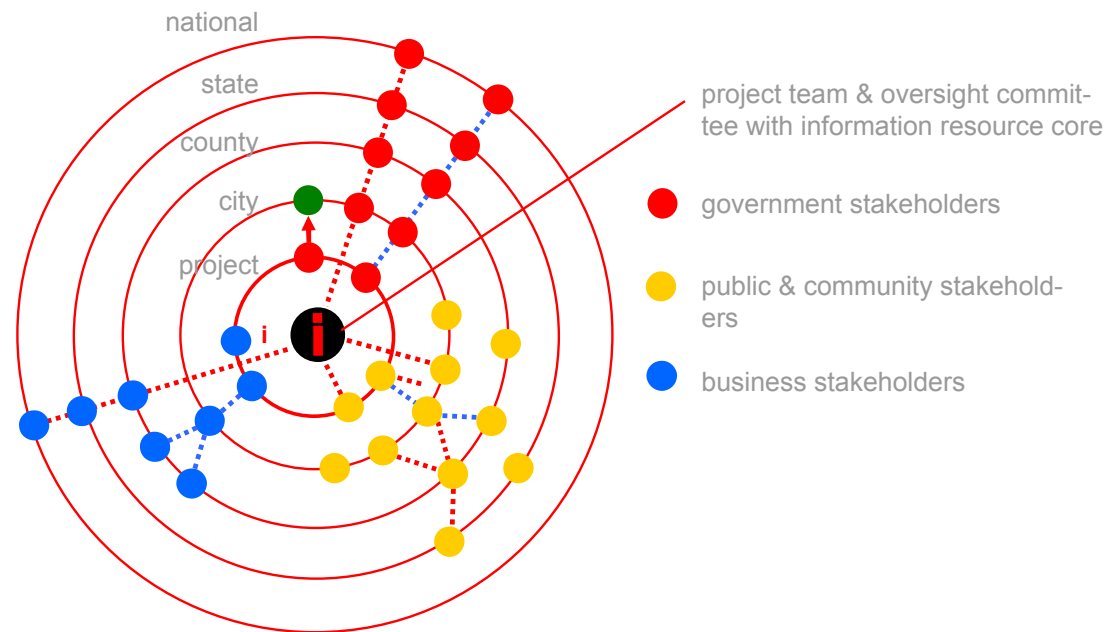 national
state
county
city
project
i
i
project team & oversight commit-
tee with information resource core
government stakeholders
public & community stakehold-
ers
business stakeholders